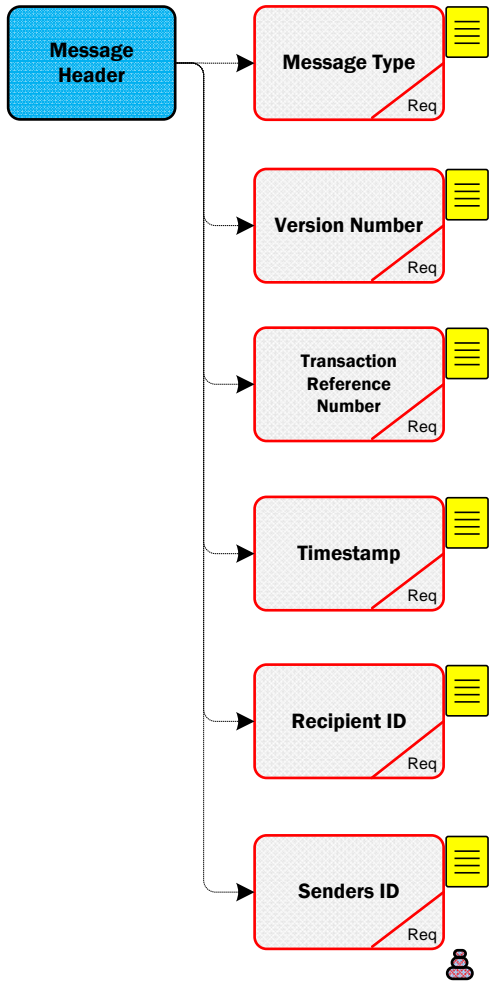 Message
Header
Message Type
Req
Version Number
Req
Transaction
Reference
Number
Req
Timestamp
Req
Recipient ID
Req
Senders ID
Req